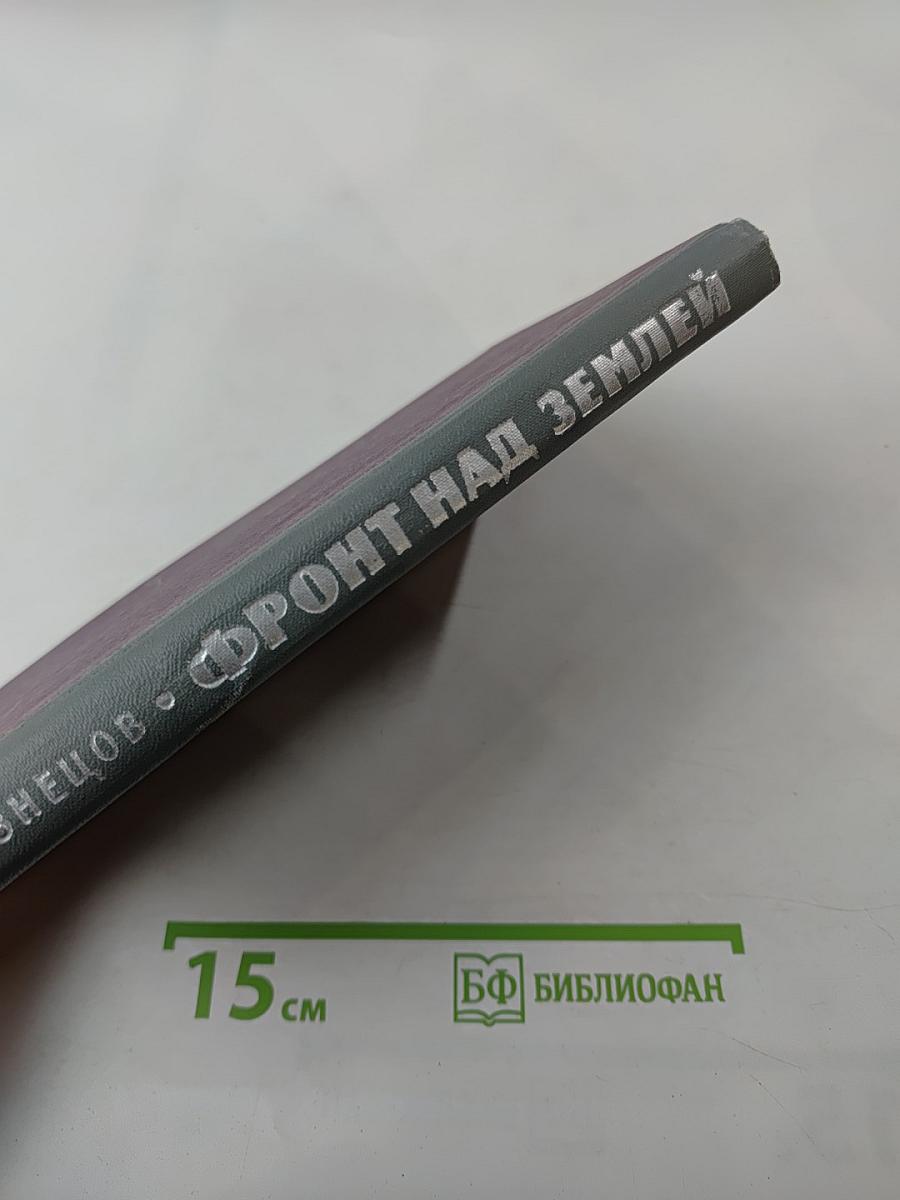 ЗНЕЦОВ • ФРОНТ НАД ЗЕМЛЕЙ
15 см
БФ БИБЛИОФАН